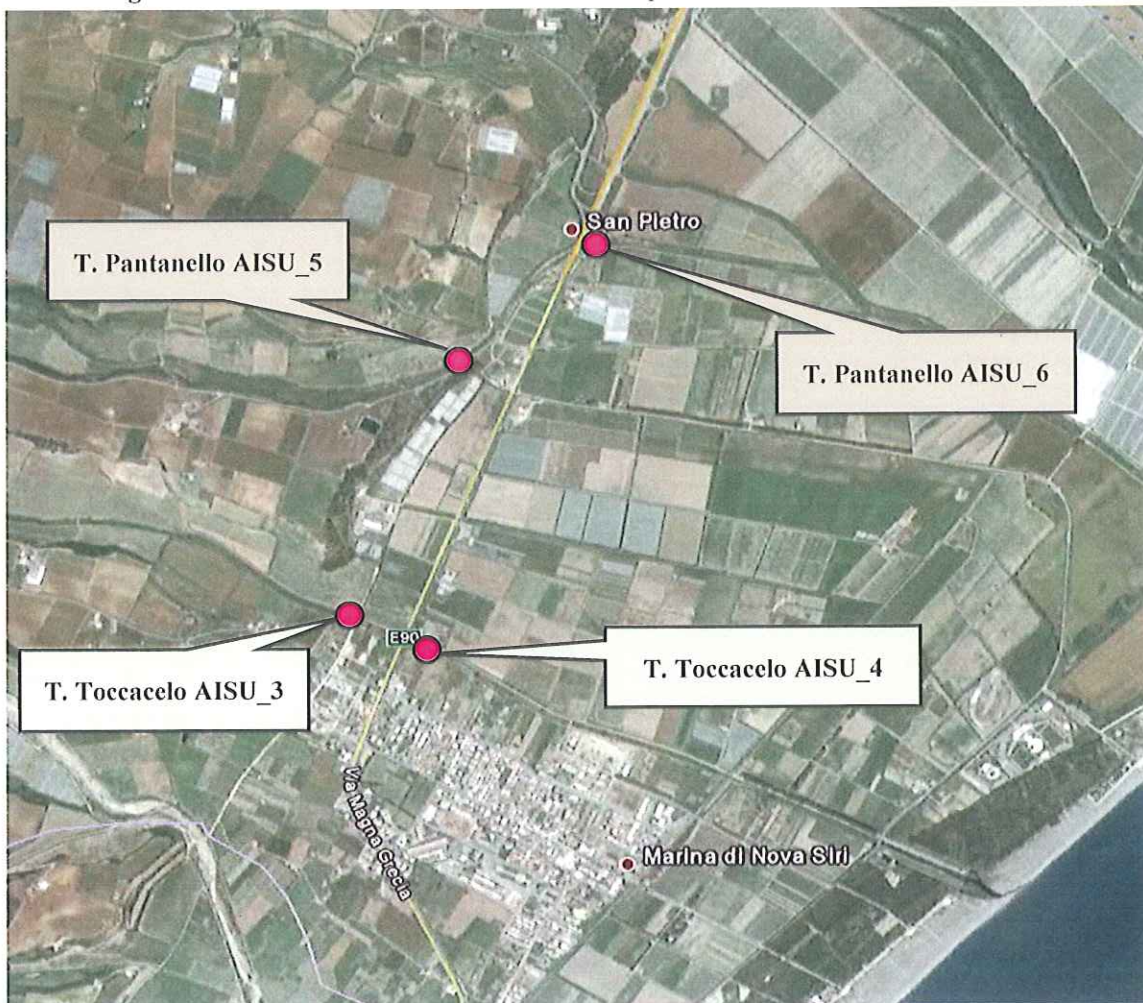 San Pietro
T. Pantanello AISU_5
T. Pantanello AISU_6
E90
T. Toccacelo AISU_3
T. Toccacelo AISU_4
Via Magna Grecia
Marina di Nova Siri